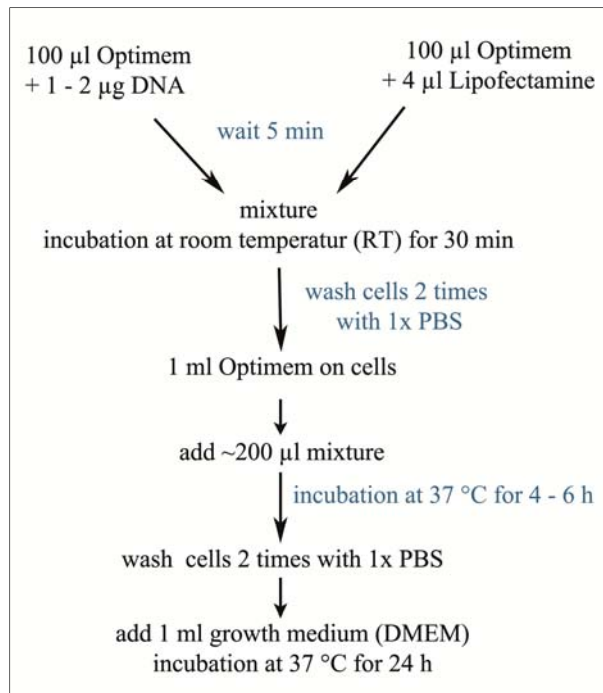 100 µl Optimem
+ 1 - 2 µg DNA
100 µl Optimem
+ 4 µl Lipofectamine
wait 5 min
mixture
incubation at room temperatur (RT) for 30 min
wash cells 2 times
with 1x PBS
1 ml Optimem on cells
add ~200 µl mixture
incubation at 37 °C for 4 - 6 h
wash cells 2 times with 1x PBS
add 1 ml growth medium (DMEM)
incubation at 37 °C for 24 h